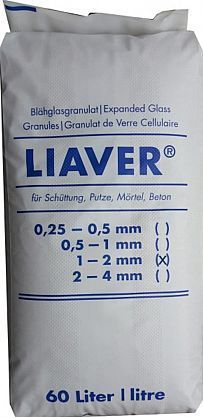 Blähglasgranulat|Expanded Glass
Granules|Granulat de Verre Cellulaire
LIAVER®
für Schüttung, Putze, Mörtel, Beton
0,25 – 0,5 mm ( )
0,5 – 1 mm ( )
1 – 2 mm (X)
2 – 4 mm ( )
60 Liter | litre